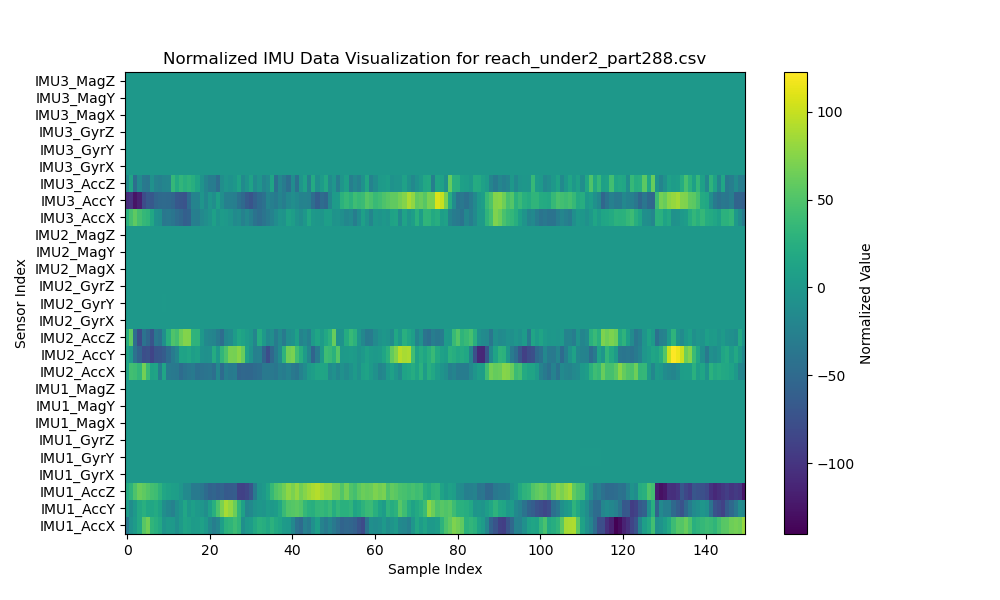 Normalized IMU Data Visualization for reach_under2_part288.csv
IMU3_MagZ
IMU3_MagY
IMU3_MagX
IMU3_GyrZ
IMU3_GyrY
IMU3_GyrX
IMU3_AccZ
IMU3_AccY
IMU3_AccX
IMU2_MagZ
IMU2_MagY
IMU2_MagX
IMU2_GyrZ
IMU2_GyrY
IMU2_GyrX
IMU2_AccZ
IMU2_AccY
IMU2_AccX
IMU1_MagZ
IMU1_MagY
IMU1_MagX
IMU1_GyrZ
IMU1_GyrY
IMU1_GyrX
IMU1_AccZ
IMU1_AccY
IMU1_AccX
Sensor Index
0 20 40 60 80 100 120 140
Sample Index
100
50
0
−50
−100
Normalized Value